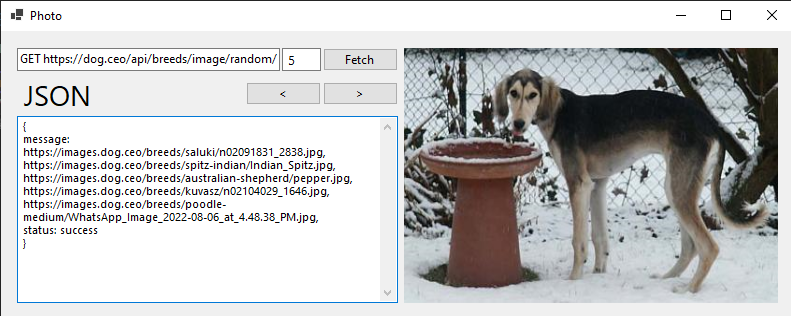 Photo
GET https://dog.ceo/api/breeds/image/random/
5
Fetch
JSON
<
>
{
message:
https://images.dog.ceo/breeds/saluki/n02091831_2838.jpg,
https://images.dog.ceo/breeds/spitz-indian/Indian_Spitz.jpg,
https://images.dog.ceo/breeds/australian-shepherd/pepper.jpg,
https://images.dog.ceo/breeds/kuvasz/n02104029_1646.jpg,
https://images.dog.ceo/breeds/poodle-
medium/WhatsApp_Image_2022-08-06_at_4.48.38_PM.jpg,
status: success
}